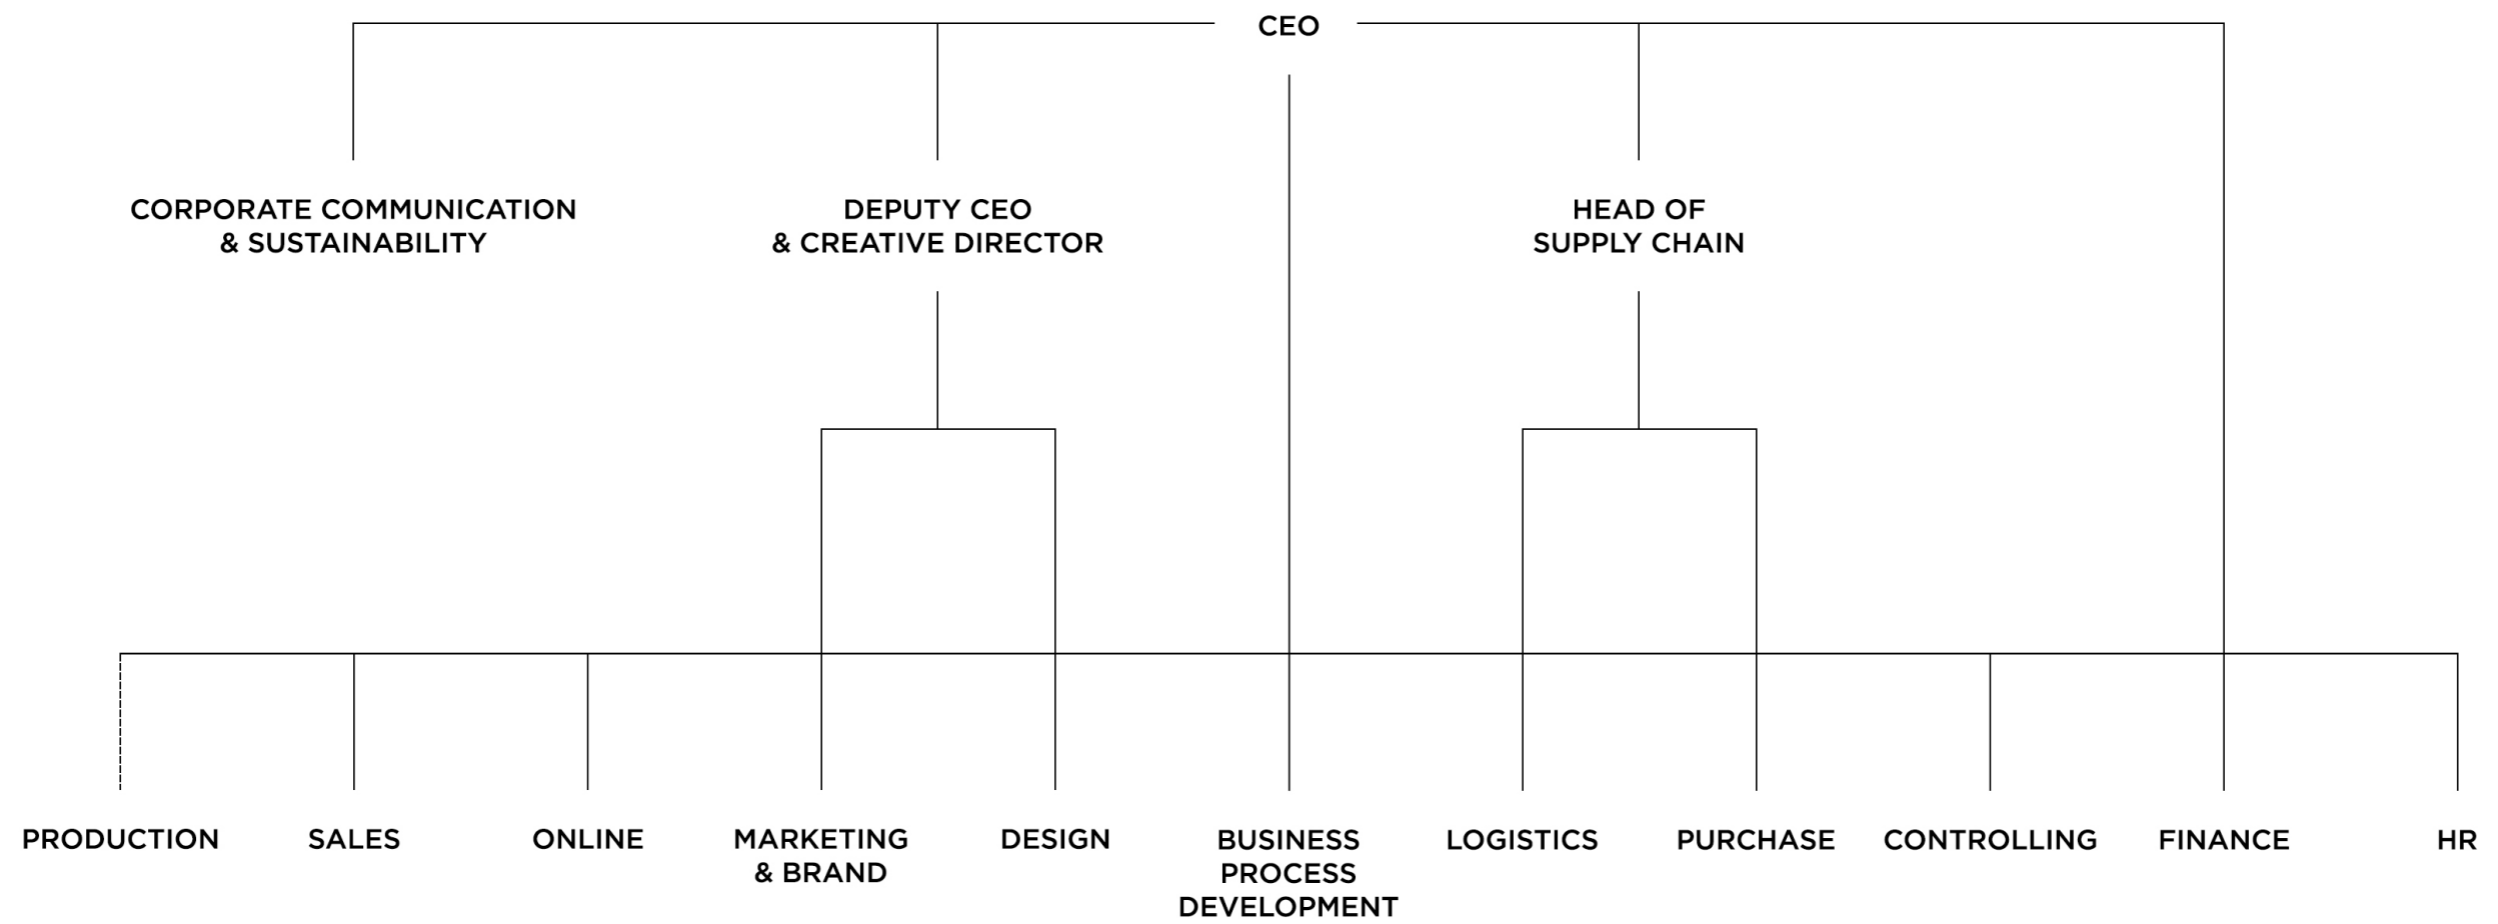 CEO
CORPORATE COMMUNICATION
& SUSTAINABILITY
DEPUTY CEO
& CREATIVE DIRECTOR
HEAD OF
SUPPLY CHAIN
PRODUCTION
SALES
ONLINE
MARKETING
& BRAND
DESIGN
BUSINESS
PROCESS
DEVELOPMENT
LOGISTICS
PURCHASE
CONTROLLING
FINANCE
HR